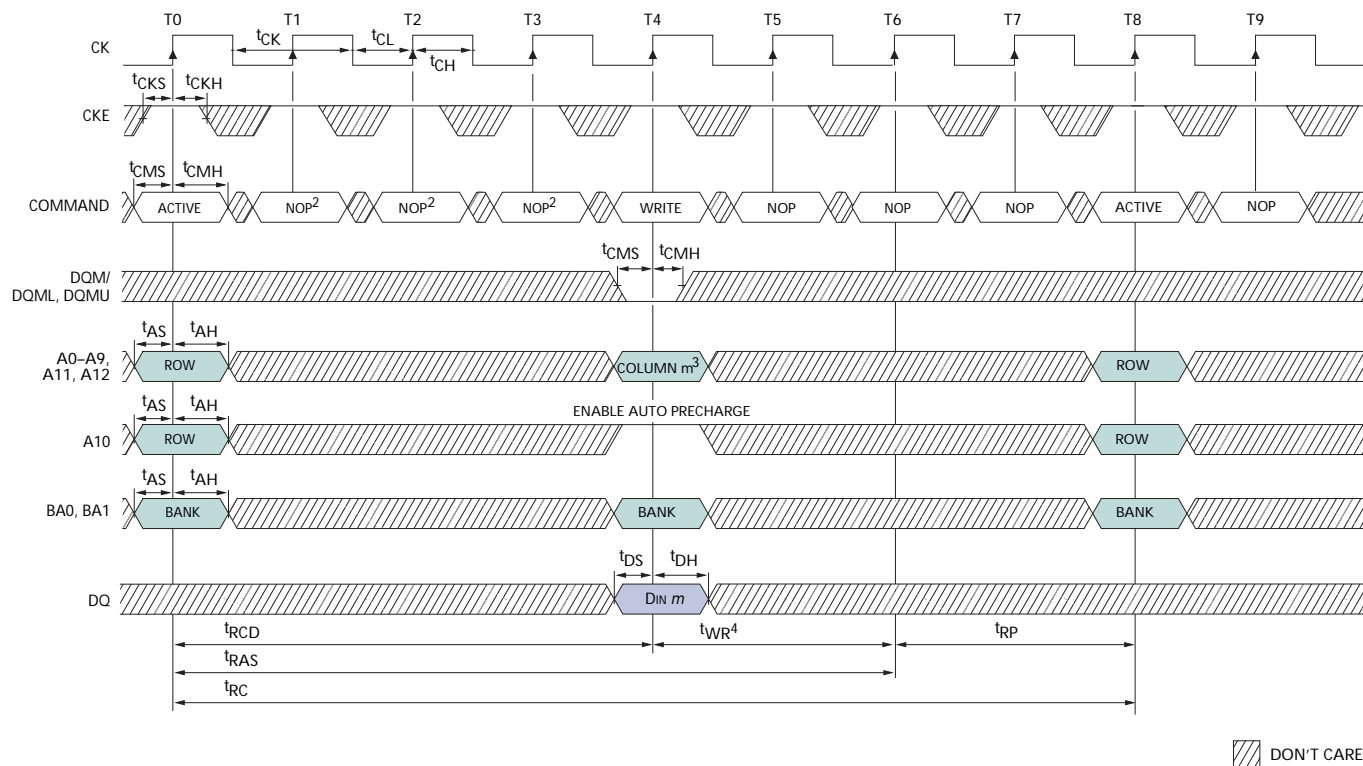 T0 T1 T2 T3 T4 T5 T6 T7 T8 T9
CK
tCK tCL
tCH
tCKS tCKH
CKE
tCMS tCMH
COMMAND ACTIVE NOP2 NOP2 NOP2 WRITE NOP NOP NOP ACTIVE NOP
tCMS tCMH
DQM/
DQML, DQMU
tAS tAH
A0–A9,
A11, A12
ROW COLUMN m3 ROW
tAS tAH
ENABLE AUTO PRECHARGE
A10 ROW ROW
tAS tAH
BA0, BA1 BANK BANK BANK
tDS tDH
DQ DIN m
tRCD tWR4 tRP
tRAS
tRC
DON'T CARE